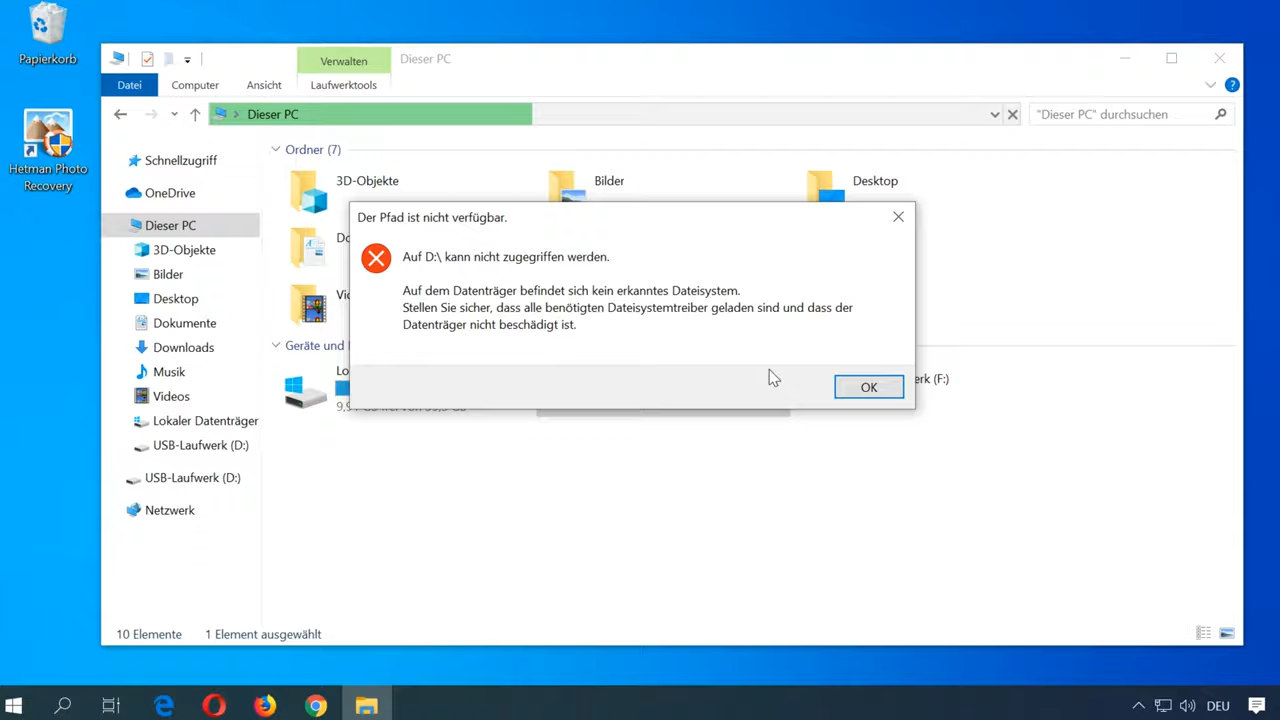 Papierkorb
Hetman Photo
Recovery
Verwalten
Dieser PC
Datei
Computer
Ansicht
Laufwerktools
Dieser PC
"Dieser PC" durchsuchen
Schnellzugriff
OneDrive
Dieser PC
3D-Objekte
Bilder
Desktop
Dokumente
Downloads
Musik
Videos
Lokaler Datenträger
USB-Laufwerk (D:)
USB-Laufwerk (D:)
Netzwerk
Ordner (7)
3D-Objekte
Bilder
Desktop
Der Pfad ist nicht verfügbar.
Auf D:\ kann nicht zugegriffen werden.
Auf dem Datenträger befindet sich kein erkanntes Dateisystem.
Stellen Sie sicher, dass alle benötigten Dateisystemtreiber geladen sind und dass der
Datenträger nicht beschädigt ist.
OK
Geräte und
(F:)
10 Elemente
1 Element ausgewählt
DEU